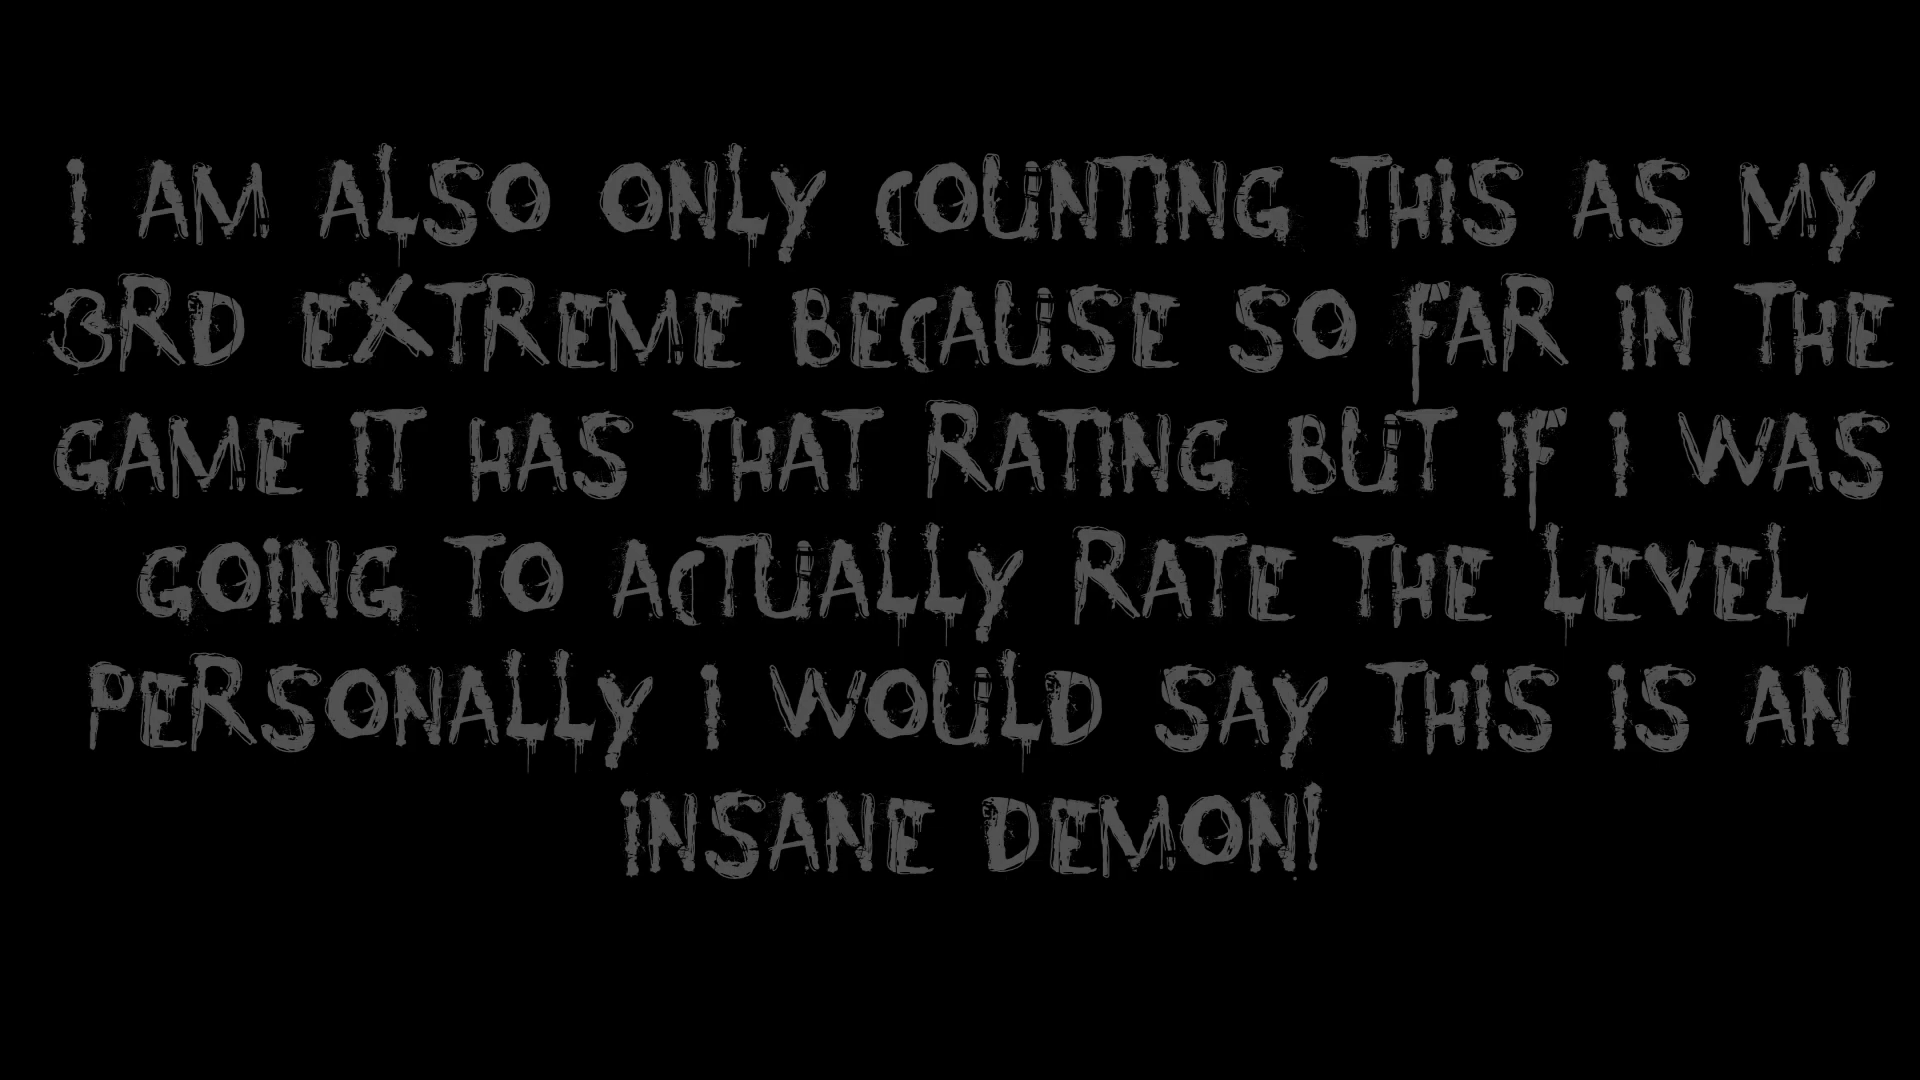 I AM ALSO ONLY COUNTING THIS AS MY
3RD EXTREME BECAUSE SO FAR IN THE
GAME IT HAS THAT RATING BUT IF I WAS
GOING TO ACTUALLY RATE THE LEVEL
PERSONALLY I WOULD SAY THIS IS AN
INSANE DEMON!